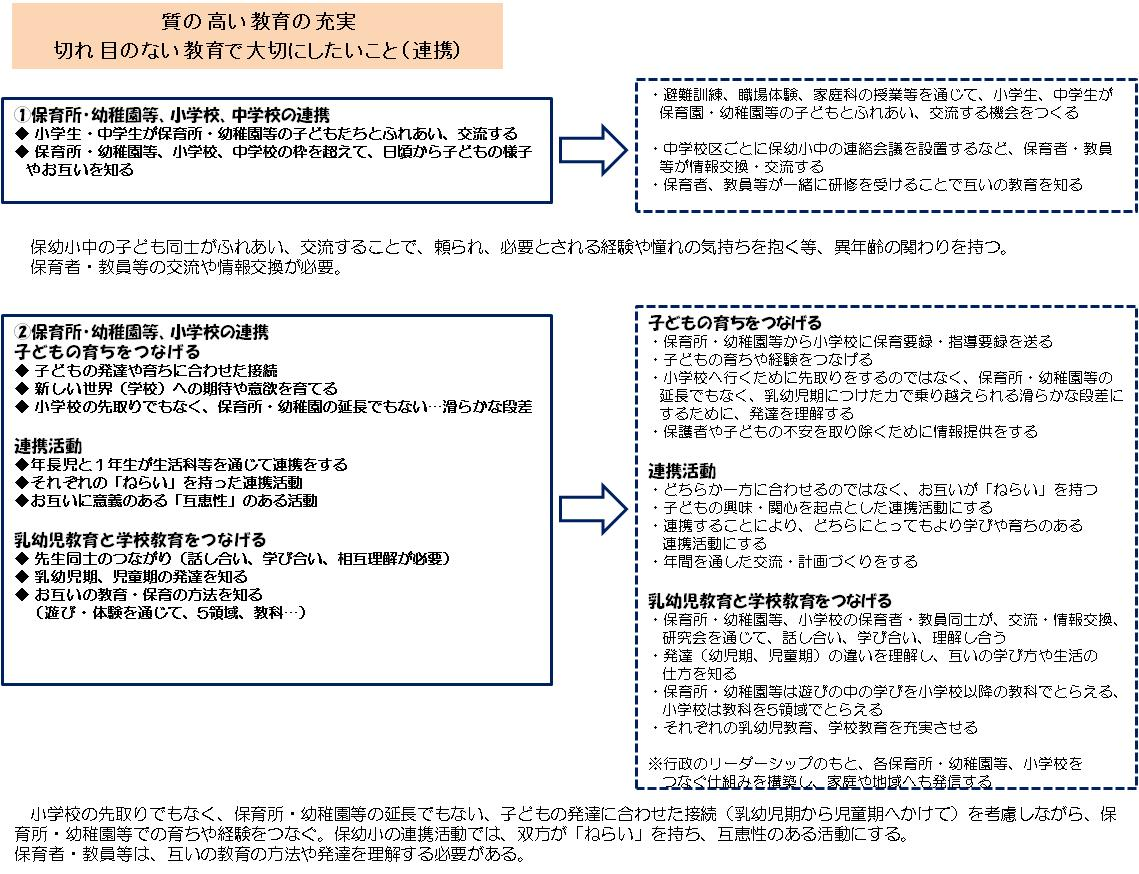 質の高い教育の充実
切れ目のない教育で大切にしたいこと（連携）
①保育所・幼稚園等、小学校、中学校の連携
◆ 小学生・中学生が保育所・幼稚園等の子どもたちとふれあい、交流する
◆ 保育所・幼稚園等、小学校、中学校の枠を超えて、日頃から子どもの様子
やお互いを知る
・避難訓練、職場体験、家庭科の授業等を通じて、小学生、中学生が
保育園・幼稚園等の子どもとふれあい、交流する機会をつくる
・中学校区ごとに保幼小中の連絡会議を設置するなど、保育者・教員
等が情報交換・交流する
・保育者、教員等が一緒に研修を受けることで互いの教育を知る
保幼小中の子ども同士がふれあい、交流することで、頼られ、必要とされる経験や憧れの気持ちを抱く等、異年齢の関わりを持つ。
保育者・教員等の交流や情報交換が必要。
②保育所・幼稚園等、小学校の連携
子どもの育ちをつなげる
◆ 子どもの発達や育ちに合わせた接続
◆ 新しい世界（学校）への期待や意欲を育てる
◆ 小学校の先取りでもなく、保育所・幼稚園の延長でもない…滑らかな段差
連携活動
◆年長児と１年生が生活科等を通じて連携をする
◆それぞれの「ねらい」を持った連携活動
◆お互いに意義のある「互恵性」のある活動
乳幼児教育と学校教育をつなげる
◆ 先生同士のつながり（話し合い、学び合い、相互理解が必要）
◆ 乳幼児期、児童期の発達を知る
◆ お互いの教育・保育の方法を知る
（遊び・体験を通じて、５領域、教科…）
子どもの育ちをつなげる
・保育所・幼稚園等から小学校に保育要録・指導要録を送る
・子どもの育ちや経験をつなげる
・小学校へ行くために先取りをするのではなく、保育所・幼稚園等の
延長でもなく、乳幼児期につけた力で乗り越えられる滑らかな段差に
するために、発達を理解する
・保護者や子どもの不安を取り除くために情報提供をする
連携活動
・どちらか一方に合わせるのではなく、お互いが「ねらい」を持つ
・子どもの興味・関心を起点とした連携活動にする
・連携することにより、どちらにとってもより学びや育ちのある
連携活動にする
・年間を通した交流・計画づくりをする
乳幼児教育と学校教育をつなげる
・保育所・幼稚園等、小学校の保育者・教員同士が、交流・情報交換、
研究会を通じて、話し合い、学び合い、理解し合う
・発達（幼児期、児童期）の違いを理解し、互いの学び方や生活の
仕方を知る
・保育所・幼稚園等は遊びの中の学びを小学校以降の教科でとらえる、
小学校は教科を５領域でとらえる
・それぞれの乳幼児教育、学校教育を充実させる
※行政のリーダーシップのもと、各保育所・幼稚園等、小学校を
つなぐ仕組みを構築し、家庭や地域へも発信する
小学校の先取りでもなく、保育所・幼稚園等の延長でもない、子どもの発達に合わせた接続（乳幼児期から児童期へかけて）を考慮しながら、保
育所・幼稚園等での育ちや経験をつなぐ。保幼小の連携活動では、双方が「ねらい」を持ち、互恵性のある活動にする。
保育者・教員等は、互いの教育の方法や発達を理解する必要がある。